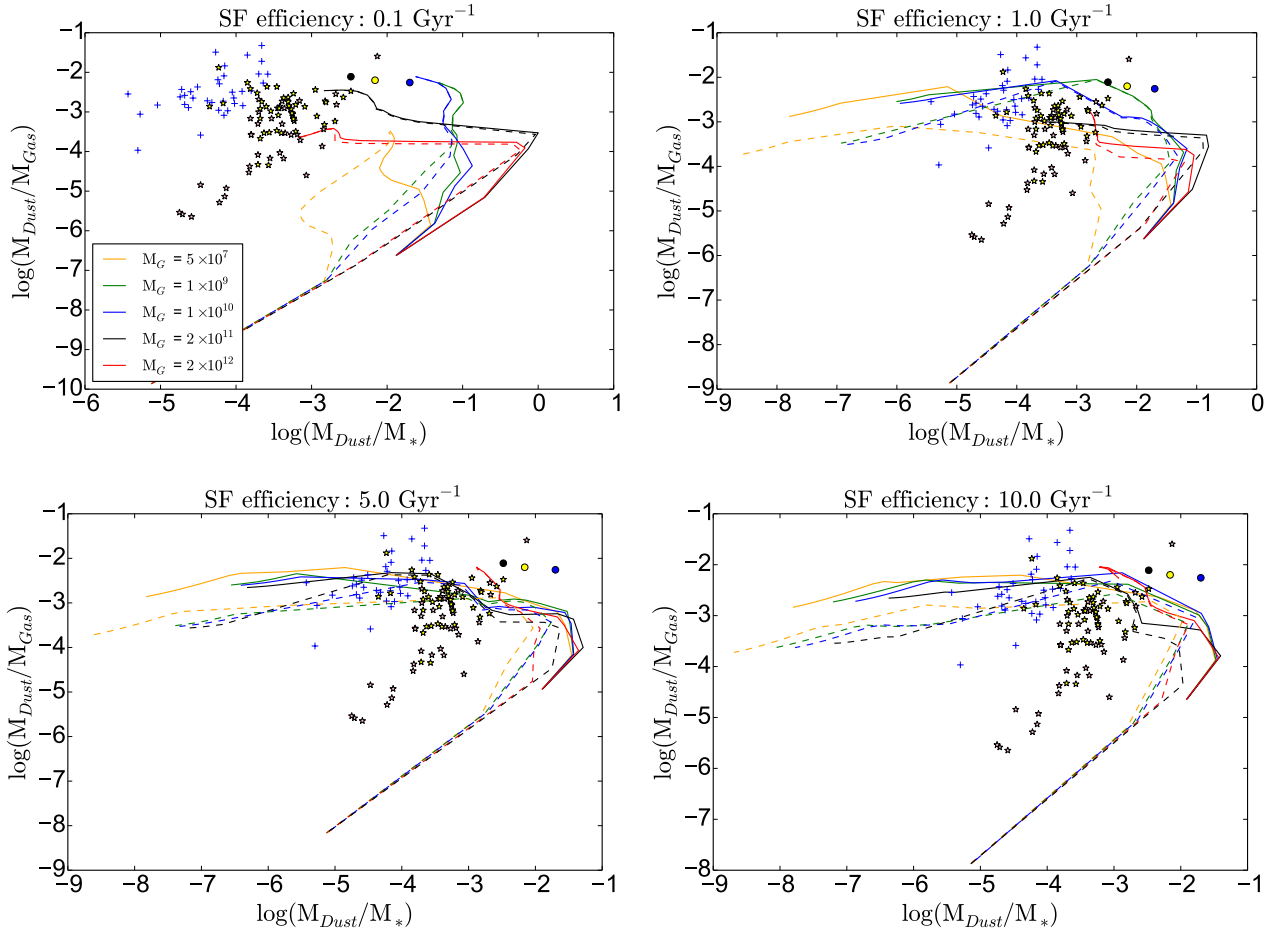 SF efficiency: 0.1 Gyr⁻¹
log(M_Dust/M_Gas)
−1
−2
−3
−4
−5
−6
−7
−8
−9
−10
M_G = 5×10⁷
M_G = 1×10⁹
M_G = 1×10¹⁰
M_G = 2×10¹¹
M_G = 2×10¹²
−6 −5 −4 −3 −2 −1 0 1
log(M_Dust/M_*)
SF efficiency: 1.0 Gyr⁻¹
log(M_Dust/M_Gas)
−1
−2
−3
−4
−5
−6
−7
−8
−9
−9 −8 −7 −6 −5 −4 −3 −2 −1 0
log(M_Dust/M_*)
SF efficiency: 5.0 Gyr⁻¹
log(M_Dust/M_Gas)
−1
−2
−3
−4
−5
−6
−7
−8
−9
−9 −8 −7 −6 −5 −4 −3 −2 −1
log(M_Dust/M_*)
SF efficiency: 10.0 Gyr⁻¹
log(M_Dust/M_Gas)
−1
−2
−3
−4
−5
−6
−7
−8
−9 −8 −7 −6 −5 −4 −3 −2 −1
log(M_Dust/M_*)